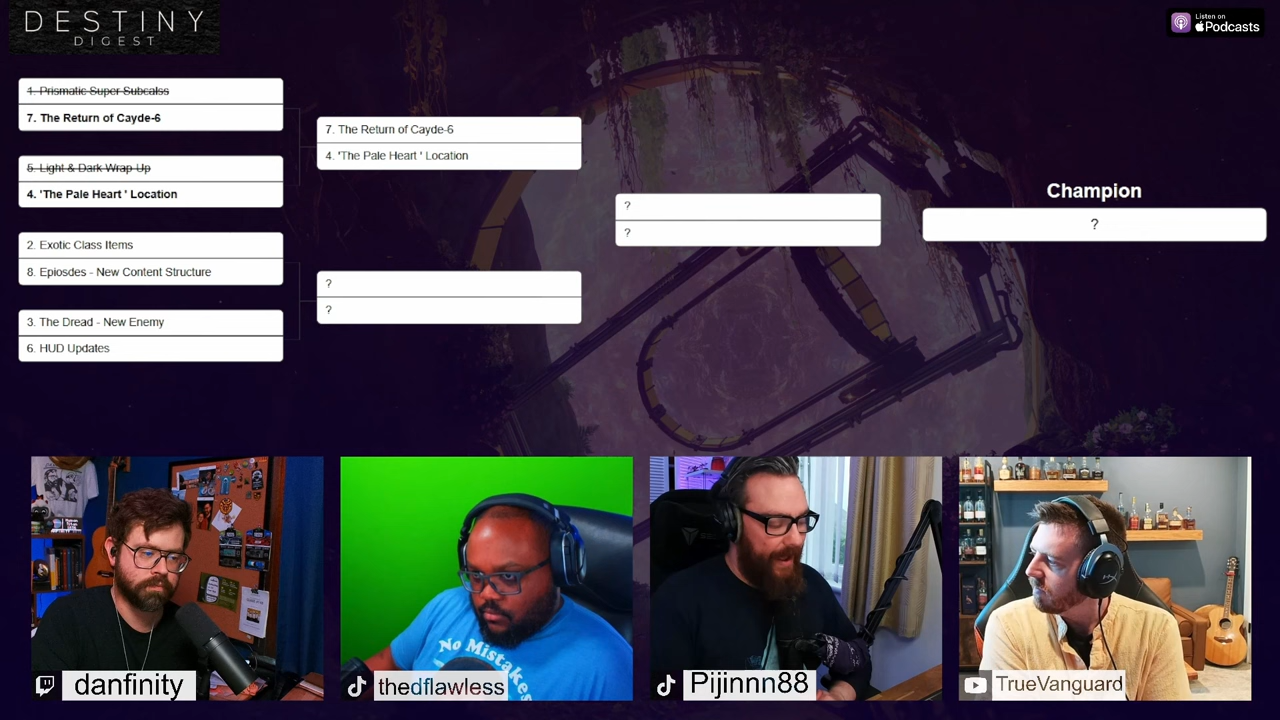 DESTINY
DIGEST
Listen on
Podcasts
1. Prismatic Super Subcalss
7. The Return of Cayde-6
5. Light & Dark Wrap Up
4. 'The Pale Heart ' Location
2. Exotic Class Items
8. Epiosdes - New Content Structure
3. The Dread - New Enemy
6. HUD Updates
7. The Return of Cayde-6
4. 'The Pale Heart ' Location
?
?
?
?
Champion
?
No Mistakes
danfinity
thedflawless
Pijinnn88
TrueVanguard